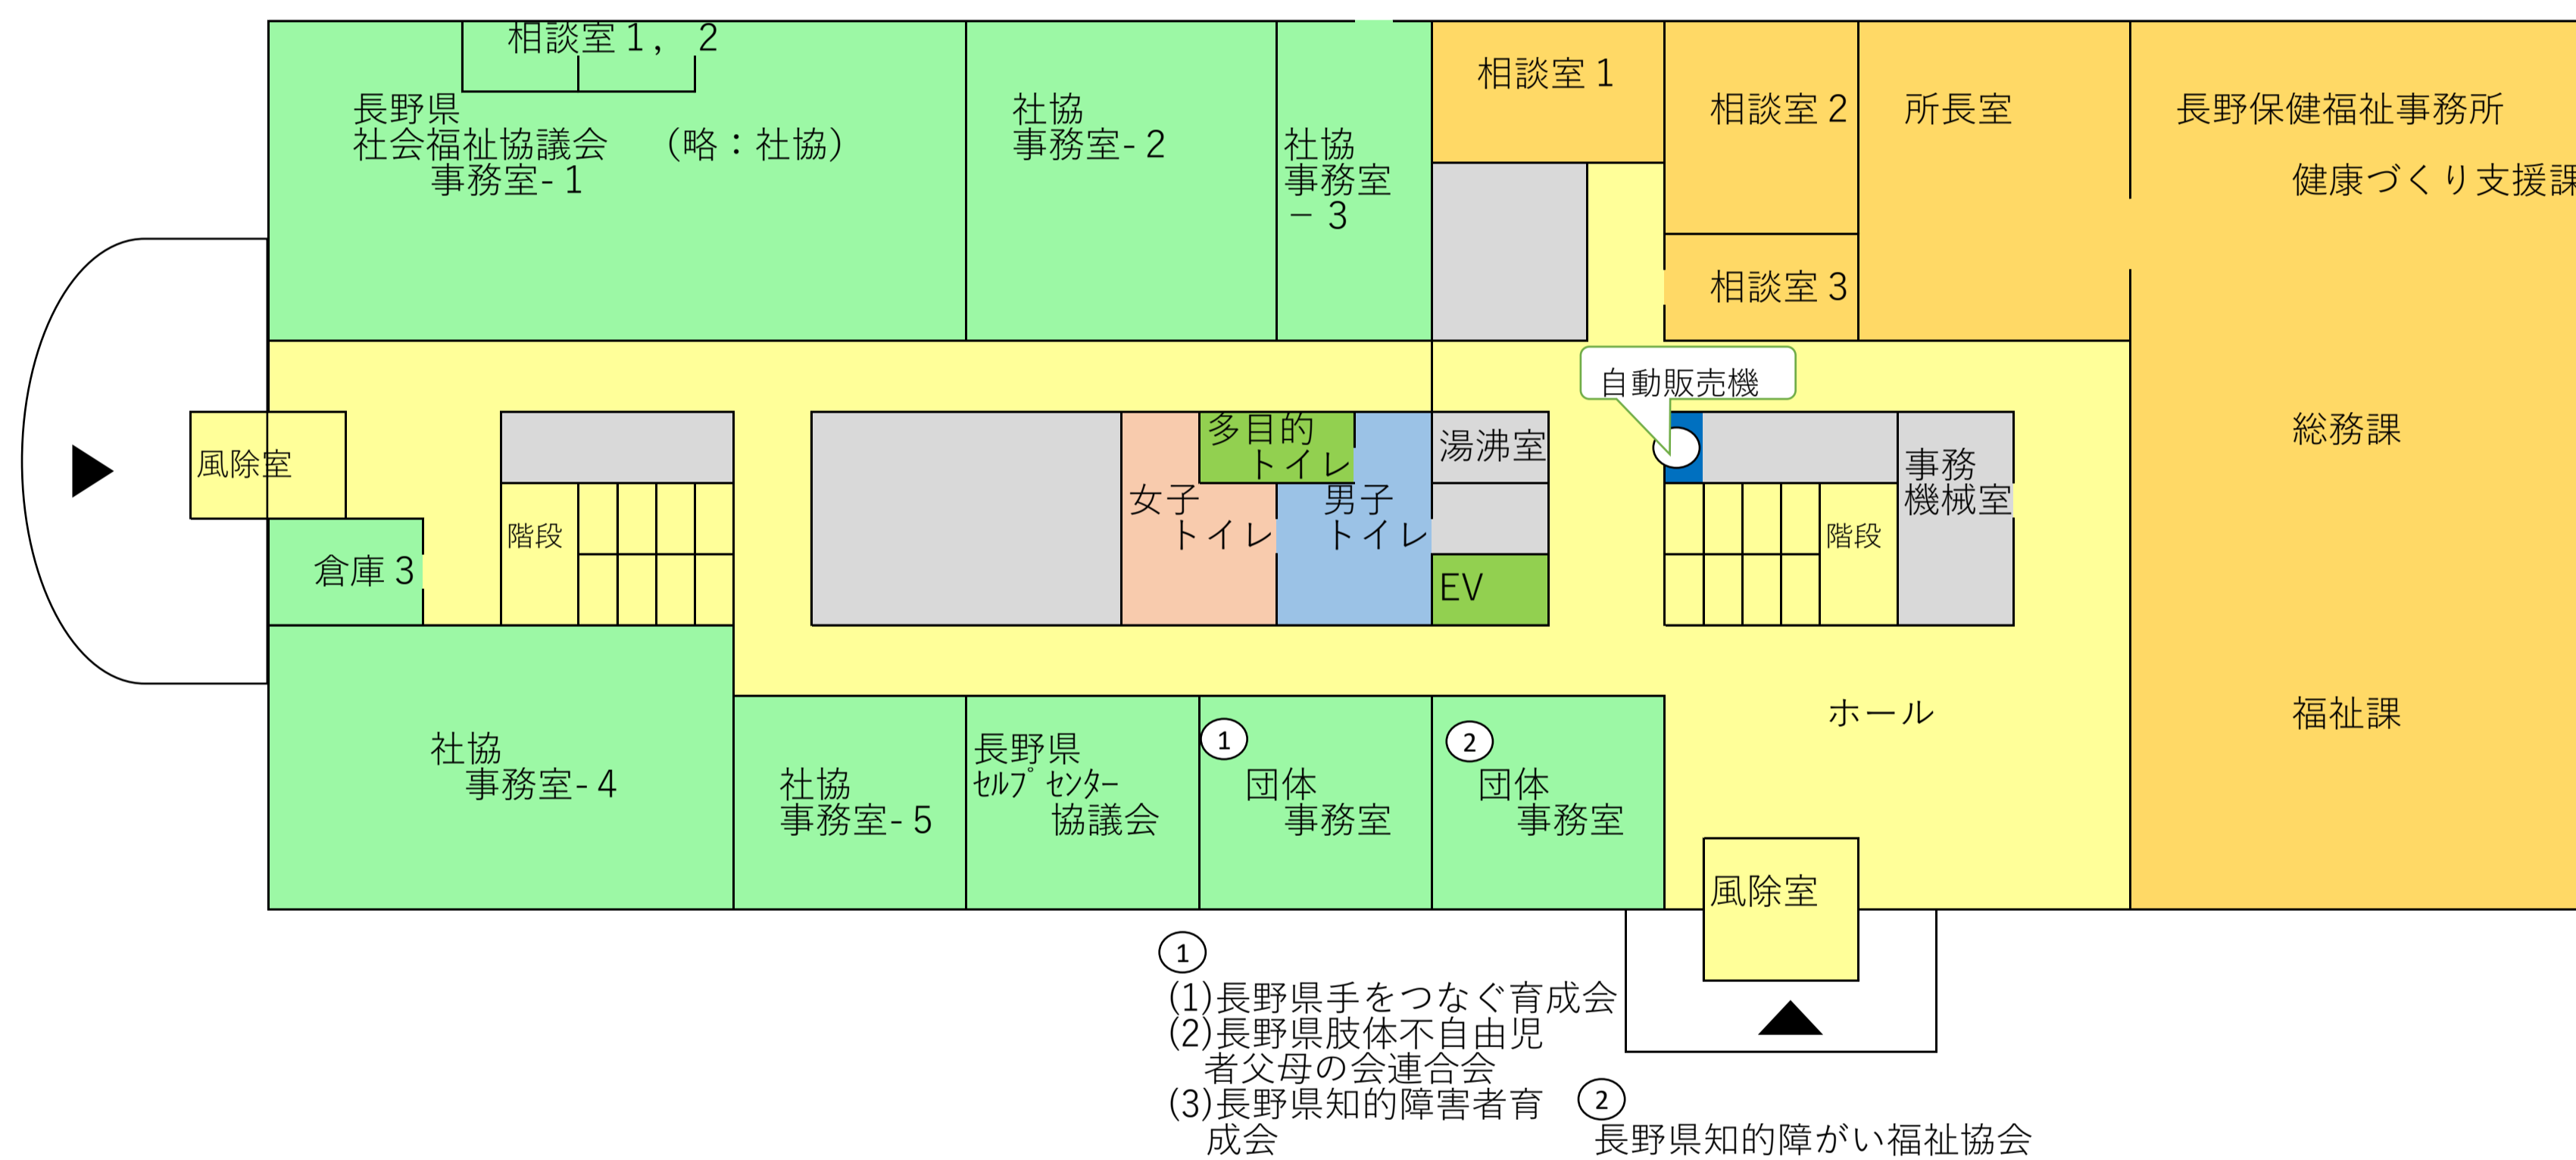 相談室１，　２
長野県
社会福祉協議会　（略：社協）
事務室-１
社協
事務室-２
社協
事務室
－３
相談室１
相談室２
相談室３
所長室
長野保健福祉事務所
健康づくり支援課
自動販売機
総務課
風除室
階段
女子
トイレ
多目的
トイレ
男子
トイレ
湯沸室
EV
階段
事務
機械室
倉庫３
ホール
福祉課
社協
事務室-４
社協
事務室-５
長野県
ｾﾙﾌﾟｾﾝﾀｰ
協議会
①
団体
事務室
②
団体
事務室
風除室
①
(1)長野県手をつなぐ育成会
(2)長野県肢体不自由児
者父母の会連合会
(3)長野県知的障害者育
成会
②
長野県知的障がい福祉協会